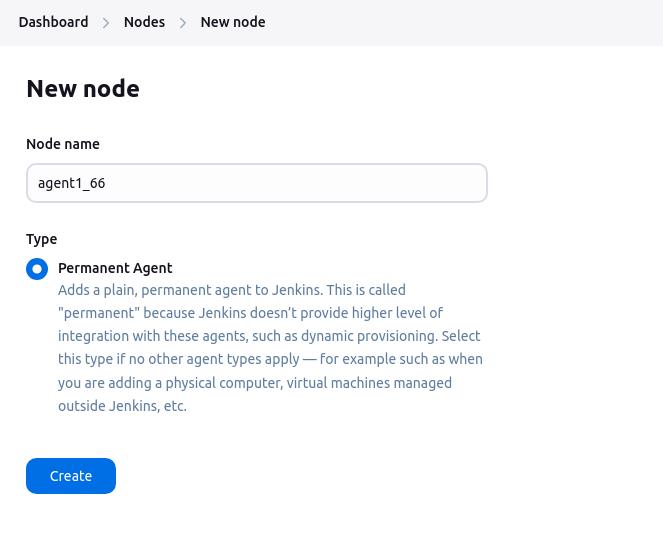 Dashboard > Nodes > New node
New node
Node name
agent1_66
Type
Permanent Agent
Adds a plain, permanent agent to Jenkins. This is called
"permanent" because Jenkins doesn’t provide higher level of
integration with these agents, such as dynamic provisioning. Select
this type if no other agent types apply — for example such as when
you are adding a physical computer, virtual machines managed
outside Jenkins, etc.
Create